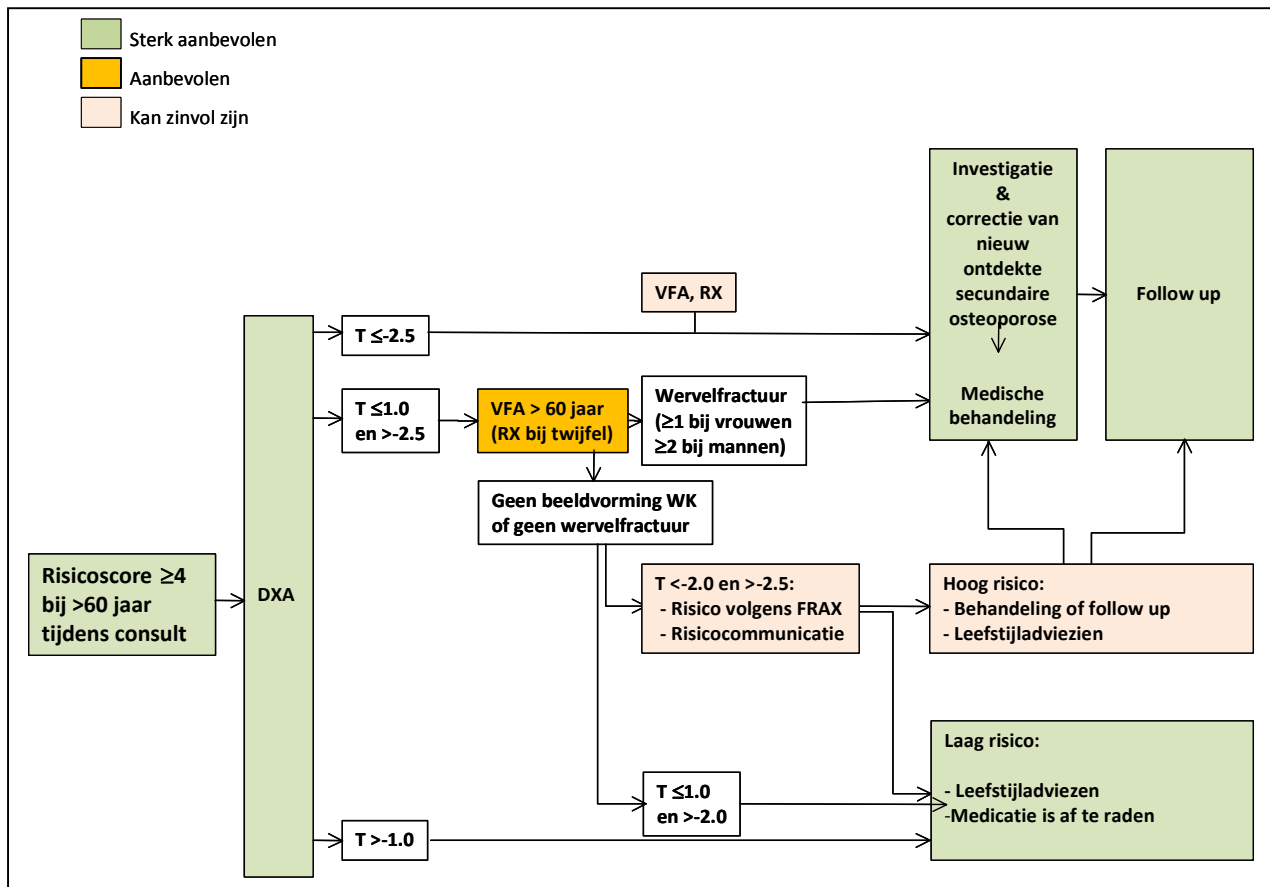 Sterk aanbevolen
Aanbevolen
Kan zinvol zijn
Risicoscore ≥4
bij >60 jaar
tijdens consult
DXA
T ≤-2.5
VFA, RX
T ≤1.0
en >-2.5
VFA > 60 jaar
(RX bij twijfel)
Wervelfractuur
(≥1 bij vrouwen
≥2 bij mannen)
Investigatie
&
correctie van
nieuw
ontdekte
secundaire
osteoporose
Medische
behandeling
Follow up
Geen beeldvorming WK
of geen wervelfractuur
T <-2.0 en >-2.5:
- Risico volgens FRAX
- Risicocommunicatie
Hoog risico:
- Behandeling of follow up
- Leefstijladviezien
T ≤1.0
en >-2.0
T >-1.0
Laag risico:
- Leefstijladviezen
-Medicatie is af te raden